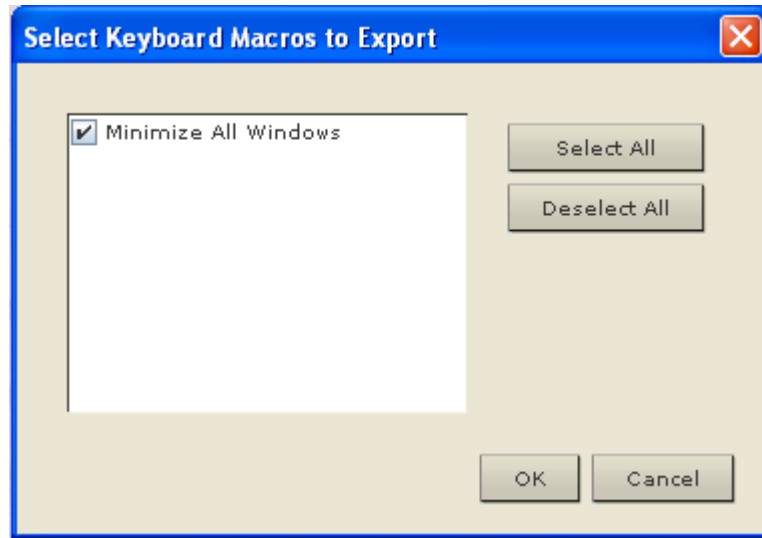 Select Keyboard Macros to Export
Minimize All Windows
Select All
Deselect All
OK
Cancel